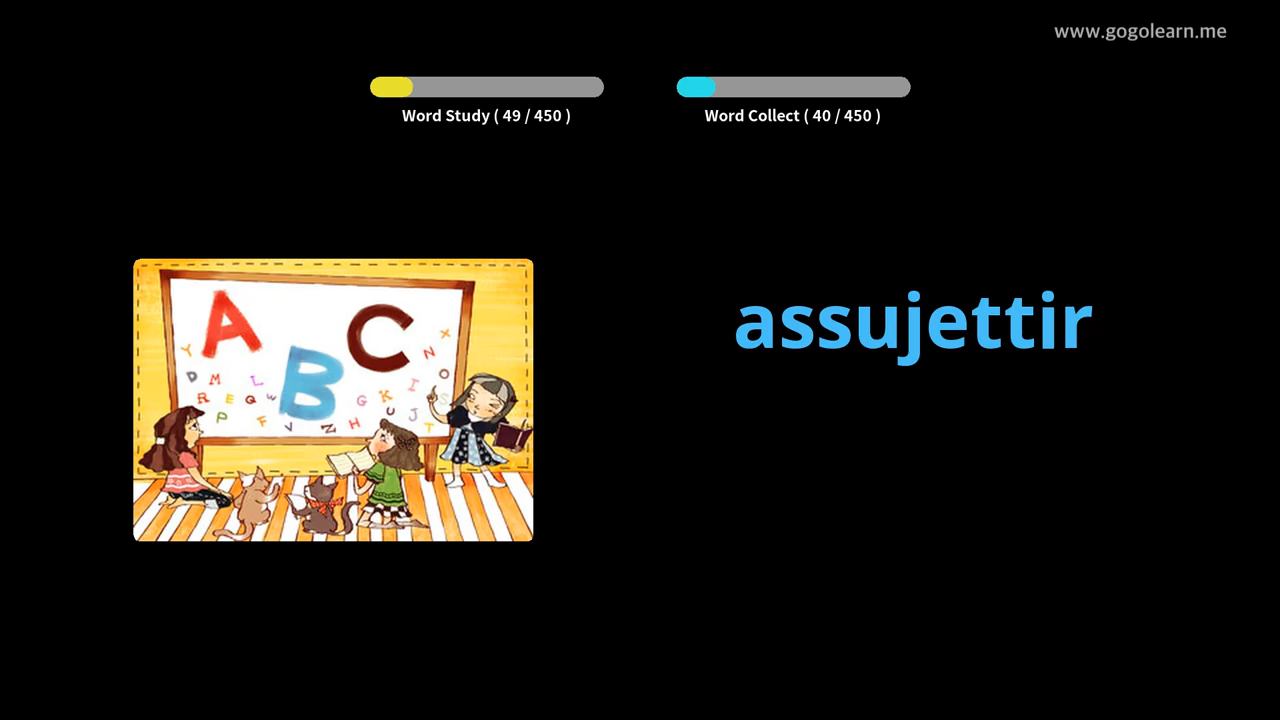 www.gogolearn.me
Word Study ( 49 / 450 )
Word Collect ( 40 / 450 )
assujettir
A
C
B
Y
X
N
D M L
O
R E Q W
G K I
S
P F V Z H U J T